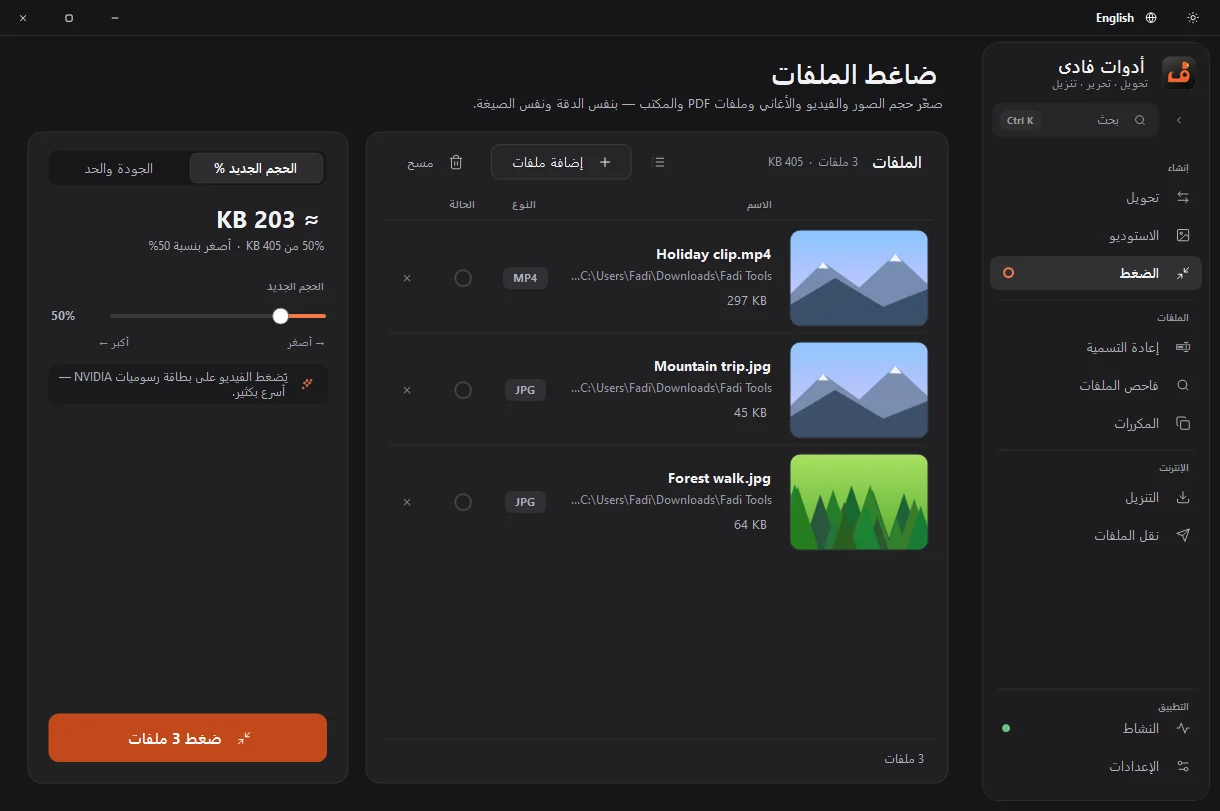 English
أدوات فادي
تحويل · تحرير · تنزيل
بحث
Ctrl K
إنشاء
تحويل
الاستوديو
الضغط
الملفات
إعادة التسمية
فاحص الملفات
المكررات
الإنترنت
التنزيل
نقل الملفات
التطبيق
النشاط
الإعدادات
ضاغط الملفات
صغّر حجم الصور والفيديو والأغاني وملفات PDF والمكتب — بنفس الدقة ونفس الصيغة.
الملفات 3 ملفات · 405 KB
إضافة ملفات
مسح
الاسم النوع الحالة
Holiday clip.mp4
C:\Users\Fadi\Downloads\Fadi Tools...
297 KB
MP4
Mountain trip.jpg
C:\Users\Fadi\Downloads\Fadi Tools...
45 KB
JPG
Forest walk.jpg
C:\Users\Fadi\Downloads\Fadi Tools...
64 KB
JPG
3 ملفات
الحجم الجديد %
الجودة والحد
≈ 203 KB
50% من 405 KB · أصغر بنسبة 50%
الحجم الجديد
50%
→ أصغر
أكبر ←
يُضغط الفيديو على بطاقة رسوميات NVIDIA —
أسرع بكثير.
ضغط 3 ملفات